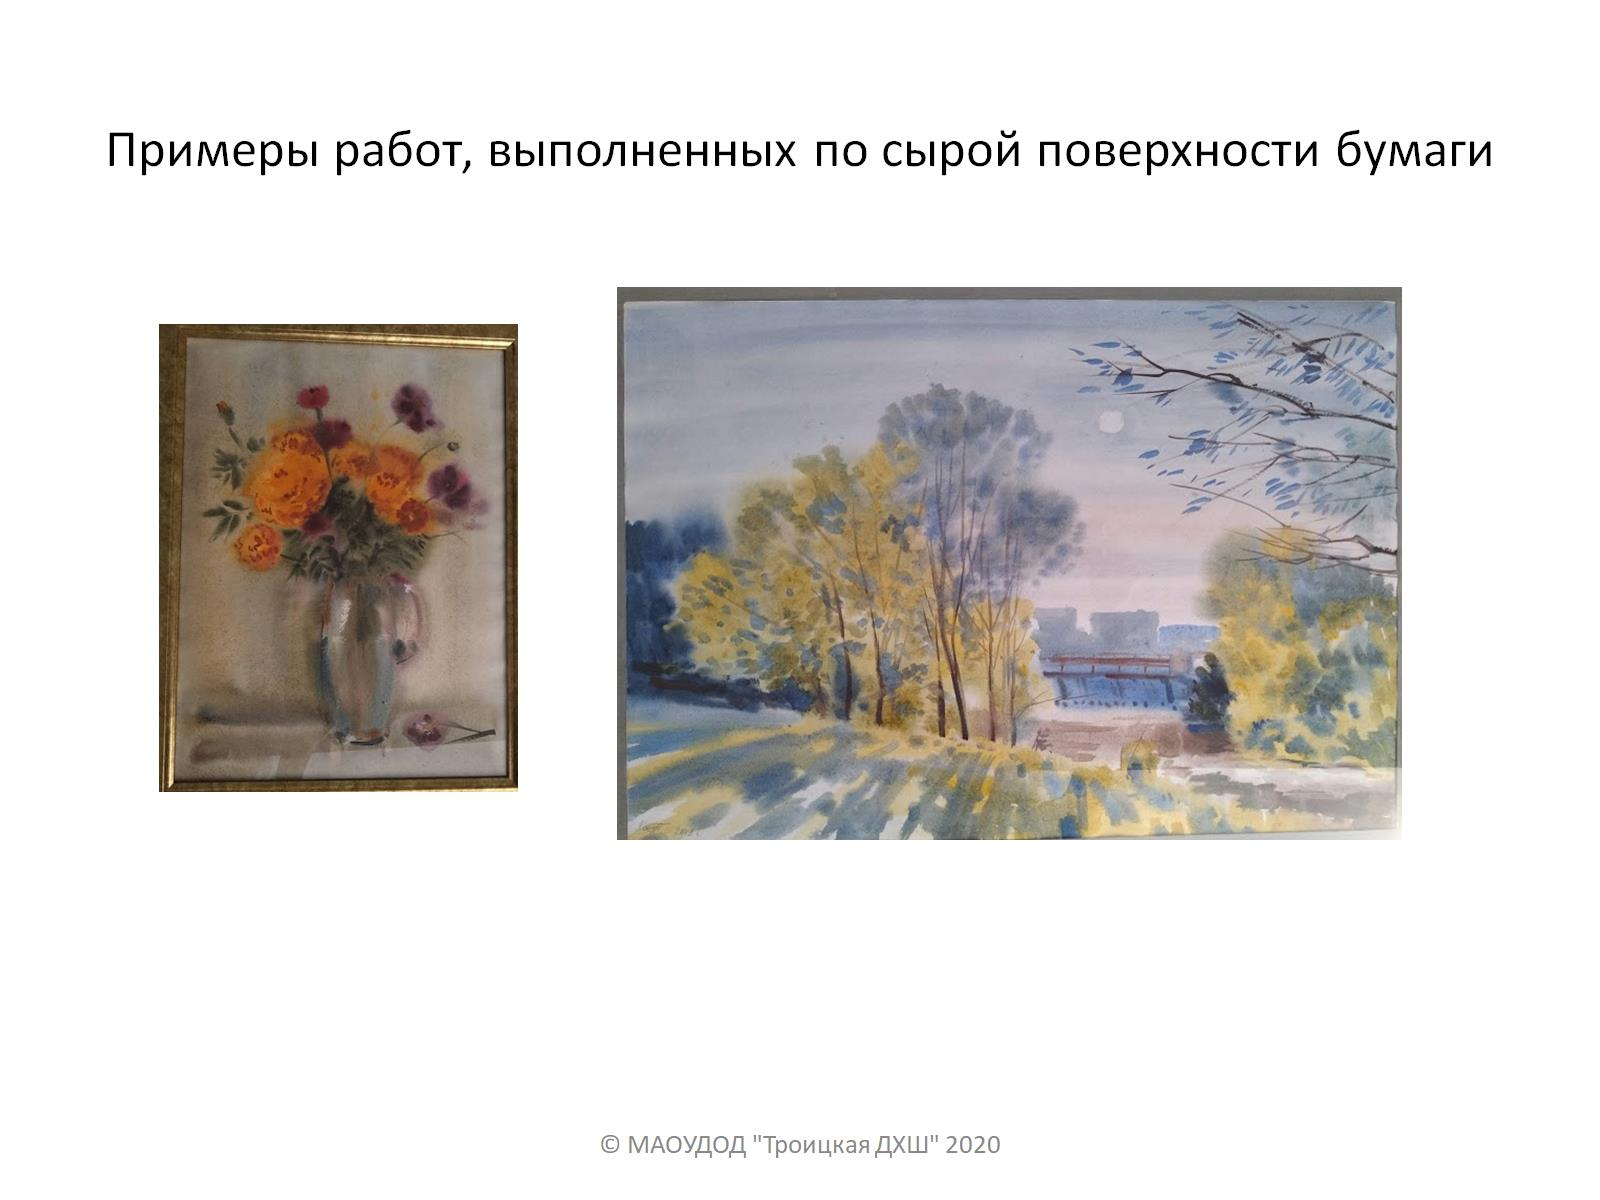 Примеры работ, выполненных по сырой поверхности бумаги
© МАОУДОД "Троицкая ДХШ" 2020